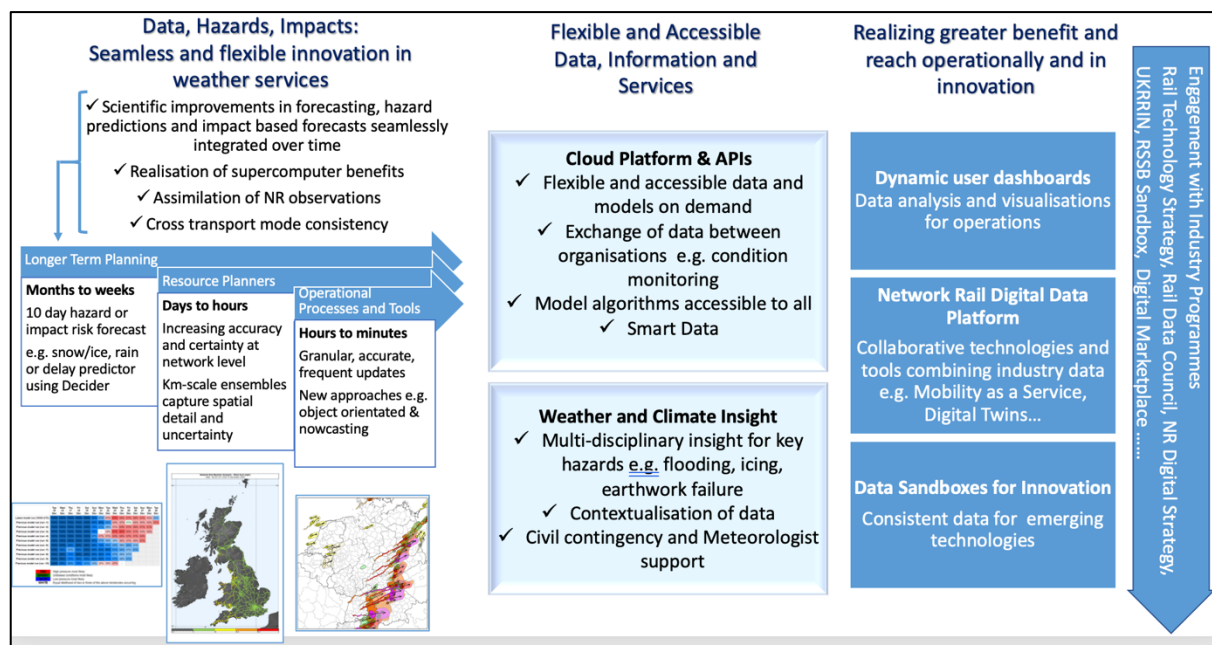 Data, Hazards, Impacts:
Seamless and flexible innovation in
weather services
✓ Scientific improvements in forecasting, hazard
predictions and impact based forecasts seamlessly
integrated over time
✓ Realisation of supercomputer benefits
✓ Assimilation of NR observations
✓ Cross transport mode consistency
Longer Term Planning
Months to weeks
10 day hazard or
impact risk forecast
e.g. snow/ice, rain
or delay predictor
using Decider
Resource Planners
Days to hours
Increasing accuracy
and certainty at
network level
Km-scale ensembles
capture spatial
detail and
uncertainty
Operational
Processes and Tools
Hours to minutes
Granular, accurate,
frequent updates
New approaches e.g.
object orientated &
nowcasting
Flexible and Accessible
Data, Information and
Services
Cloud Platform & APIs
✓ Flexible and accessible data and
models on demand
✓ Exchange of data between
organisations e.g. condition
monitoring
✓ Model algorithms accessible to all
✓ Smart Data
Weather and Climate Insight
✓ Multi-disciplinary insight for key
hazards e.g. flooding, icing,
earthwork failure
✓ Contextualisation of data
✓ Civil contingency and Meteorologist
support
Realizing greater benefit and
reach operationally and in
innovation
Dynamic user dashboards
Data analysis and visualisations
for operations
Network Rail Digital Data
Platform
Collaborative technologies and
tools combining industry data
e.g. Mobility as a Service,
Digital Twins...
Data Sandboxes for Innovation
Consistent data for emerging
technologies
Engagement with Industry Programmes
Rail Technology Strategy, Rail Data Council, NR Digital Strategy,
UKRRIN, RSSB Sandbox, Digital Marketplace ......